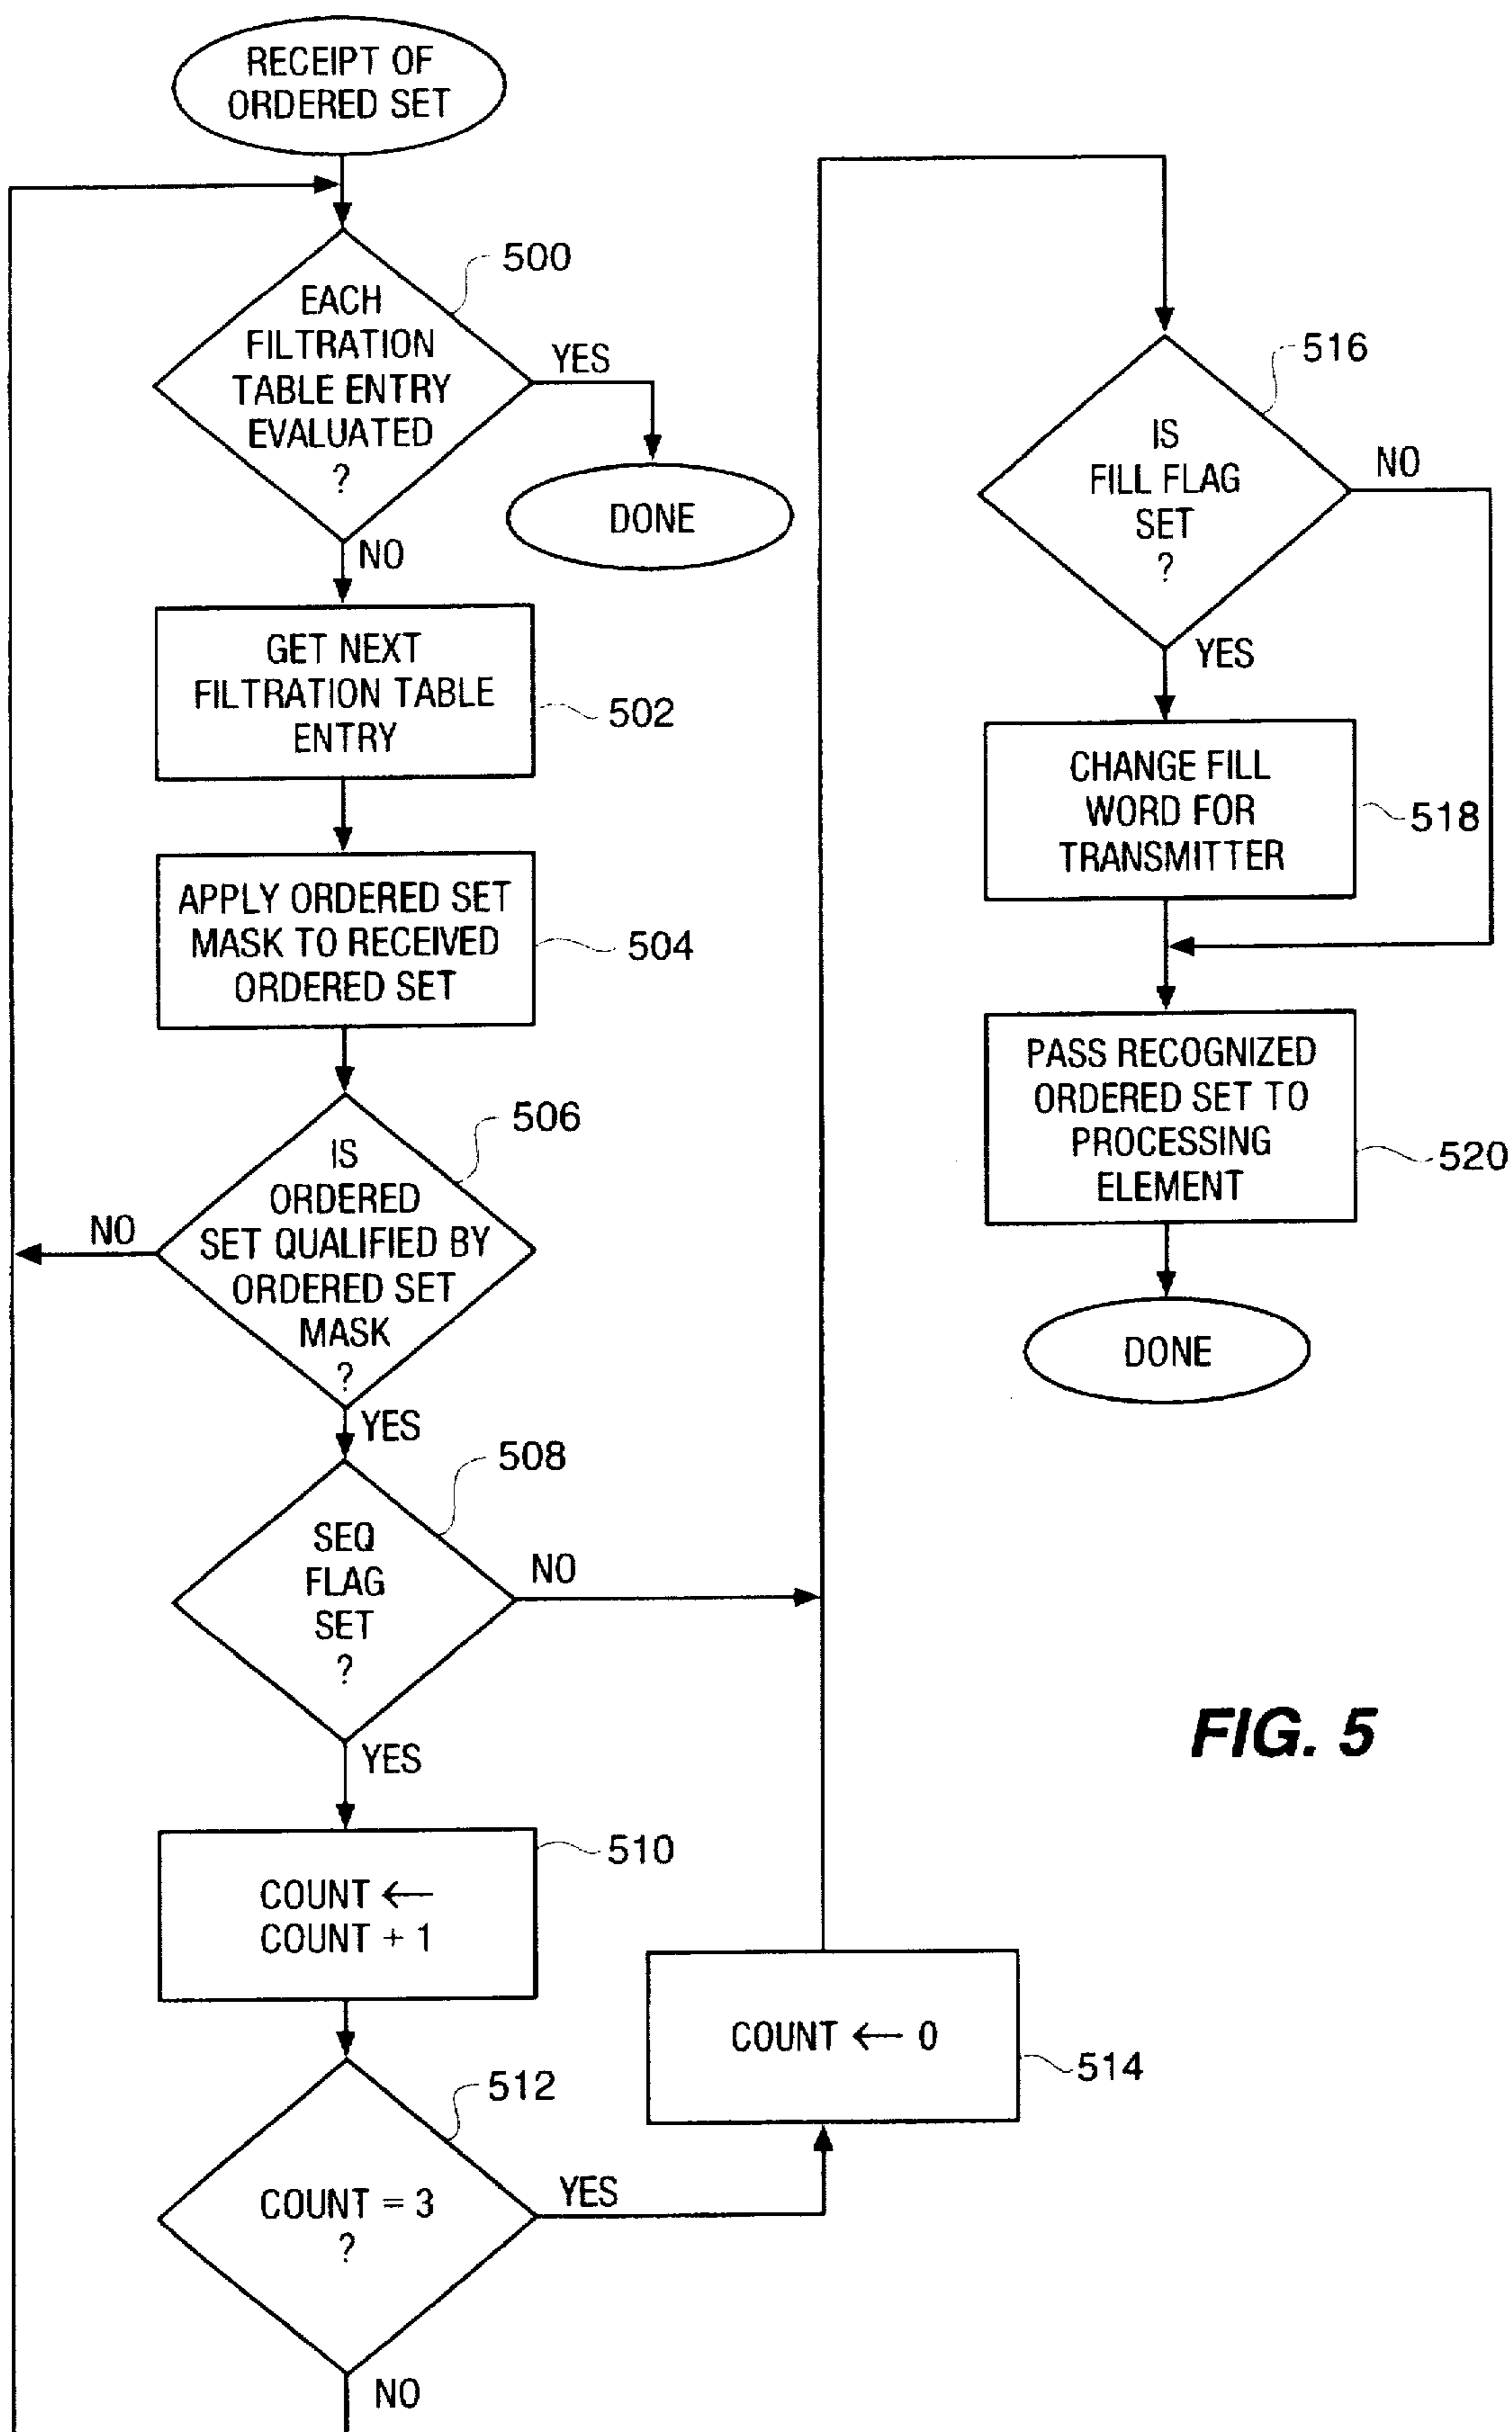 RECEIPT OF
ORDERED SET
500
EACH
FILTRATION
TABLE ENTRY
EVALUATED
?
YES
DONE
NO
GET NEXT
FILTRATION TABLE
ENTRY
502
APPLY ORDERED SET
MASK TO RECEIVED
ORDERED SET
504
506
IS
ORDERED
SET QUALIFIED BY
ORDERED SET
MASK
?
NO
YES
508
SEQ
FLAG
SET
?
NO
YES
510
COUNT ←
COUNT + 1
512
COUNT = 3
?
YES
NO
COUNT ← 0
514
516
IS
FILL FLAG
SET
?
NO
YES
CHANGE FILL
WORD FOR
TRANSMITTER
518
PASS RECOGNIZED
ORDERED SET TO
PROCESSING
ELEMENT
520
DONE
FIG. 5